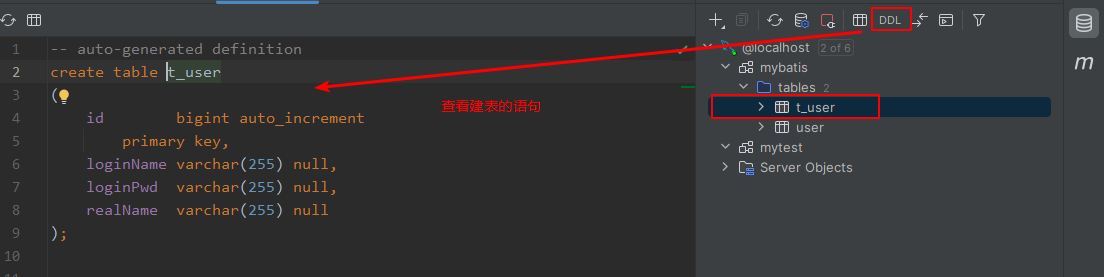 DDL
1 -- auto-generated definition
2 create table t_user
3 (
4 id bigint auto_increment
5 primary key,
6 loginName varchar(255) null,
7 loginPwd varchar(255) null,
8 realName varchar(255) null
9 );
10
查看建表的语句
@localhost 2 of 6
mybatis
tables 2
t_user
user
mytest
Server Objects
m